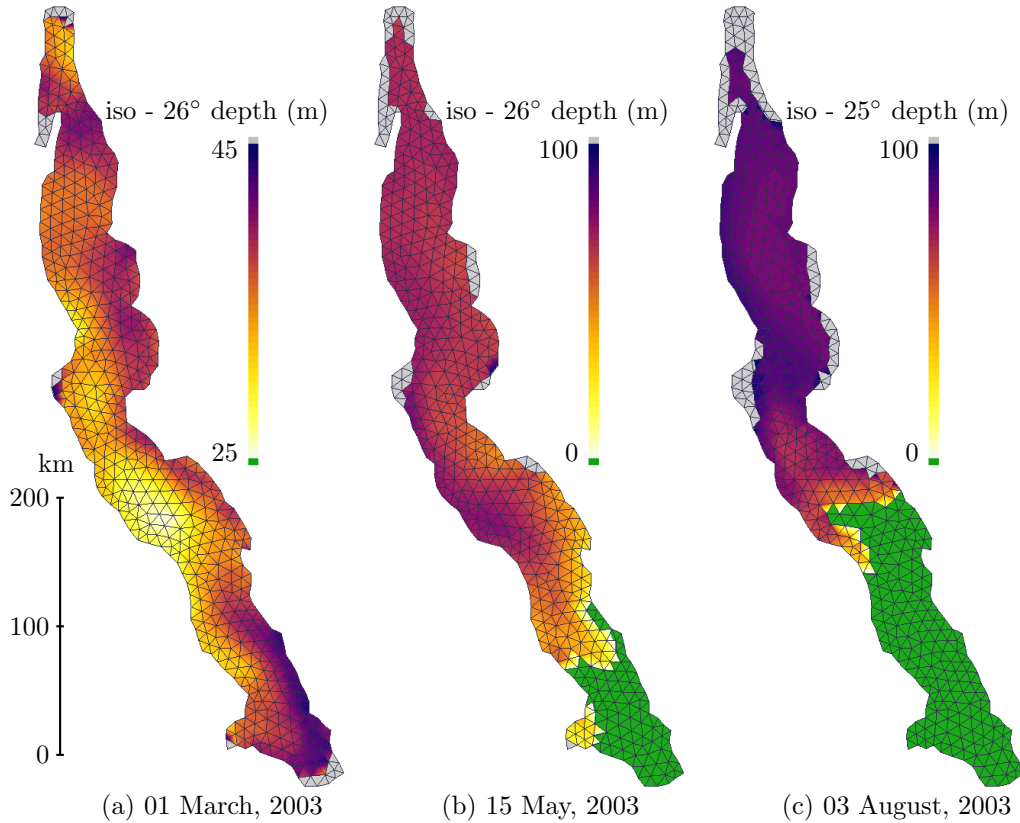 iso - 26° depth (m)
45
25
km
200
100
0
(a) 01 March, 2003
iso - 26° depth (m)
100
0
(b) 15 May, 2003
iso - 25° depth (m)
100
0
(c) 03 August, 2003